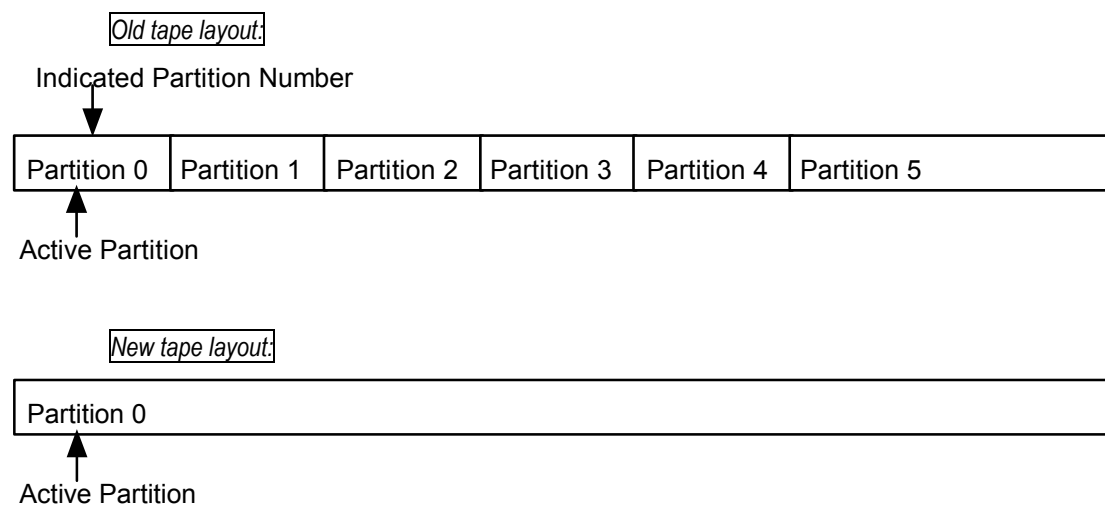 Old tape layout:
Indicated Partition Number
Partition 0 Partition 1 Partition 2 Partition 3 Partition 4 Partition 5
Active Partition
New tape layout:
Partition 0
Active Partition